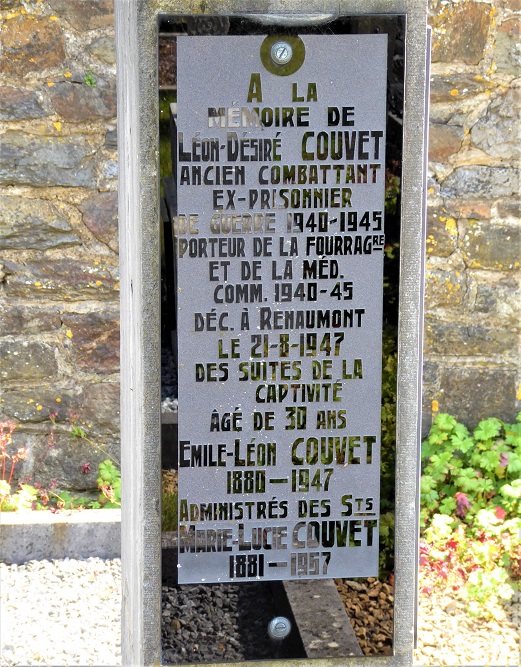 A LA
MÉMOIRE DE
LÉON-DÉSIRÉ COUVET
ANCIEN COMBATTANT
EX-PRISONNIER
DE GUERRE 1940-1945
PORTEUR DE LA FOURRAGRE
ET DE LA MÉD.
COMM. 1940-45
DÉC. À RENAUMONT
LE 21-8-1947
DES SUITES DE LA
CAPTIVITÉ
ÂGÉ DE 30 ANS
EMILE-LÉON COUVET
1880-1947
ADMINISTRÉS DES STS
MARIE-LUCIE COUVET
1881-1957